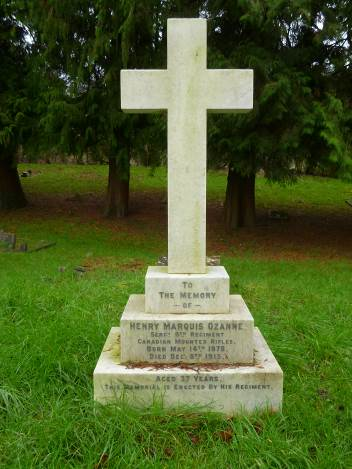 TO
THE MEMORY
– OF –
HENRY MARQUIS OZANNE
SERGT 8TH REGIMENT
CANADIAN MOUNTED RIFLES.
BORN MAY 14TH 1878.
DIED DEC. 8TH 1915.
AGED 37 YEARS.
THIS MEMORIAL IS ERECTED BY HIS REGIMENT.